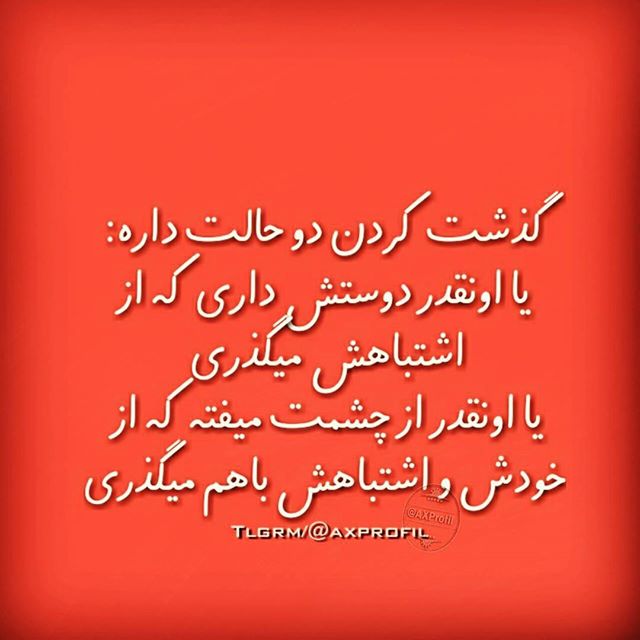 گذشت کردن دو حالت داره:
یا اونقدر دوستش داری که از
اشتباهش میگذری
یا اونقدر از چشمت میفته که از
خودش و اشتباهش باهم میگذری
@AXProfil
TLGRM/@AXPROFIL